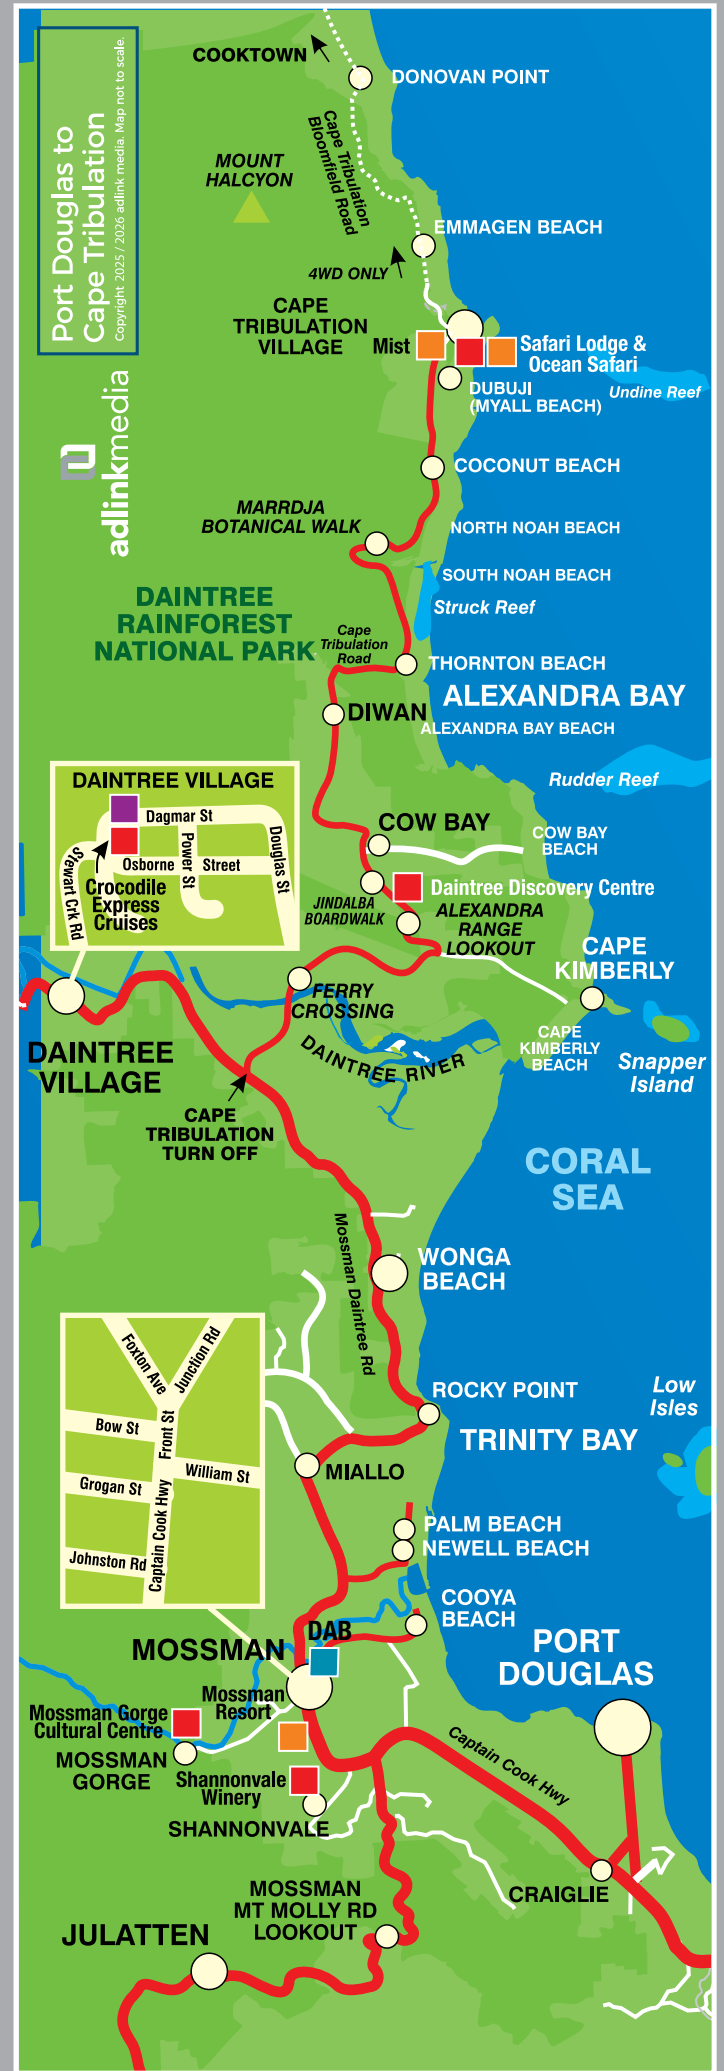 Port Douglas to
Cape Tribulation
Copyright 2025 / 2026 adlink media. Map not to scale.
adlinkmedia
COOKTOWN
DONOVAN POINT
Cape Tribulation
Bloomfield Road
MOUNT
HALCYON
EMMAGEN BEACH
4WD ONLY
CAPE
TRIBULATION
VILLAGE
Mist
Safari Lodge &
Ocean Safari
DUBUJI
(MYALL BEACH)
Undine Reef
COCONUT BEACH
MARRDJA
BOTANICAL WALK
NORTH NOAH BEACH
SOUTH NOAH BEACH
Struck Reef
DAINTREE
RAINFOREST
NATIONAL PARK
Cape
Tribulation
Road
THORNTON BEACH
ALEXANDRA BAY
DIWAN
ALEXANDRA BAY BEACH
Rudder Reef
DAINTREE VILLAGE
Dagmar St
Power St
Douglas St
Osborne Street
Stewart Crk Rd
Crocodile
Express
Cruises
COW BAY
COW BAY
BEACH
Daintree Discovery Centre
JINDALBA
BOARDWALK
ALEXANDRA
RANGE
LOOKOUT
CAPE
KIMBERLY
FERRY
CROSSING
DAINTREE RIVER
CAPE
KIMBERLY
BEACH
Snapper
Island
DAINTREE
VILLAGE
CAPE
TRIBULATION
TURN OFF
CORAL
SEA
Mossman Daintree Rd
WONGA
BEACH
Foxton Ave
Junction Rd
Bow St
Front St
William St
Grogan St
Captain Cook Hwy
Johnston Rd
ROCKY POINT
Low
Isles
TRINITY BAY
MIALLO
PALM BEACH
NEWELL BEACH
COOYA
BEACH
DAB
MOSSMAN
PORT
DOUGLAS
Mossman
Resort
Mossman Gorge
Cultural Centre
MOSSMAN
GORGE
Shannonvale
Winery
SHANNONVALE
Captain Cook Hwy
CRAIGLIE
MOSSMAN
MT MOLLY RD
LOOKOUT
JULATTEN